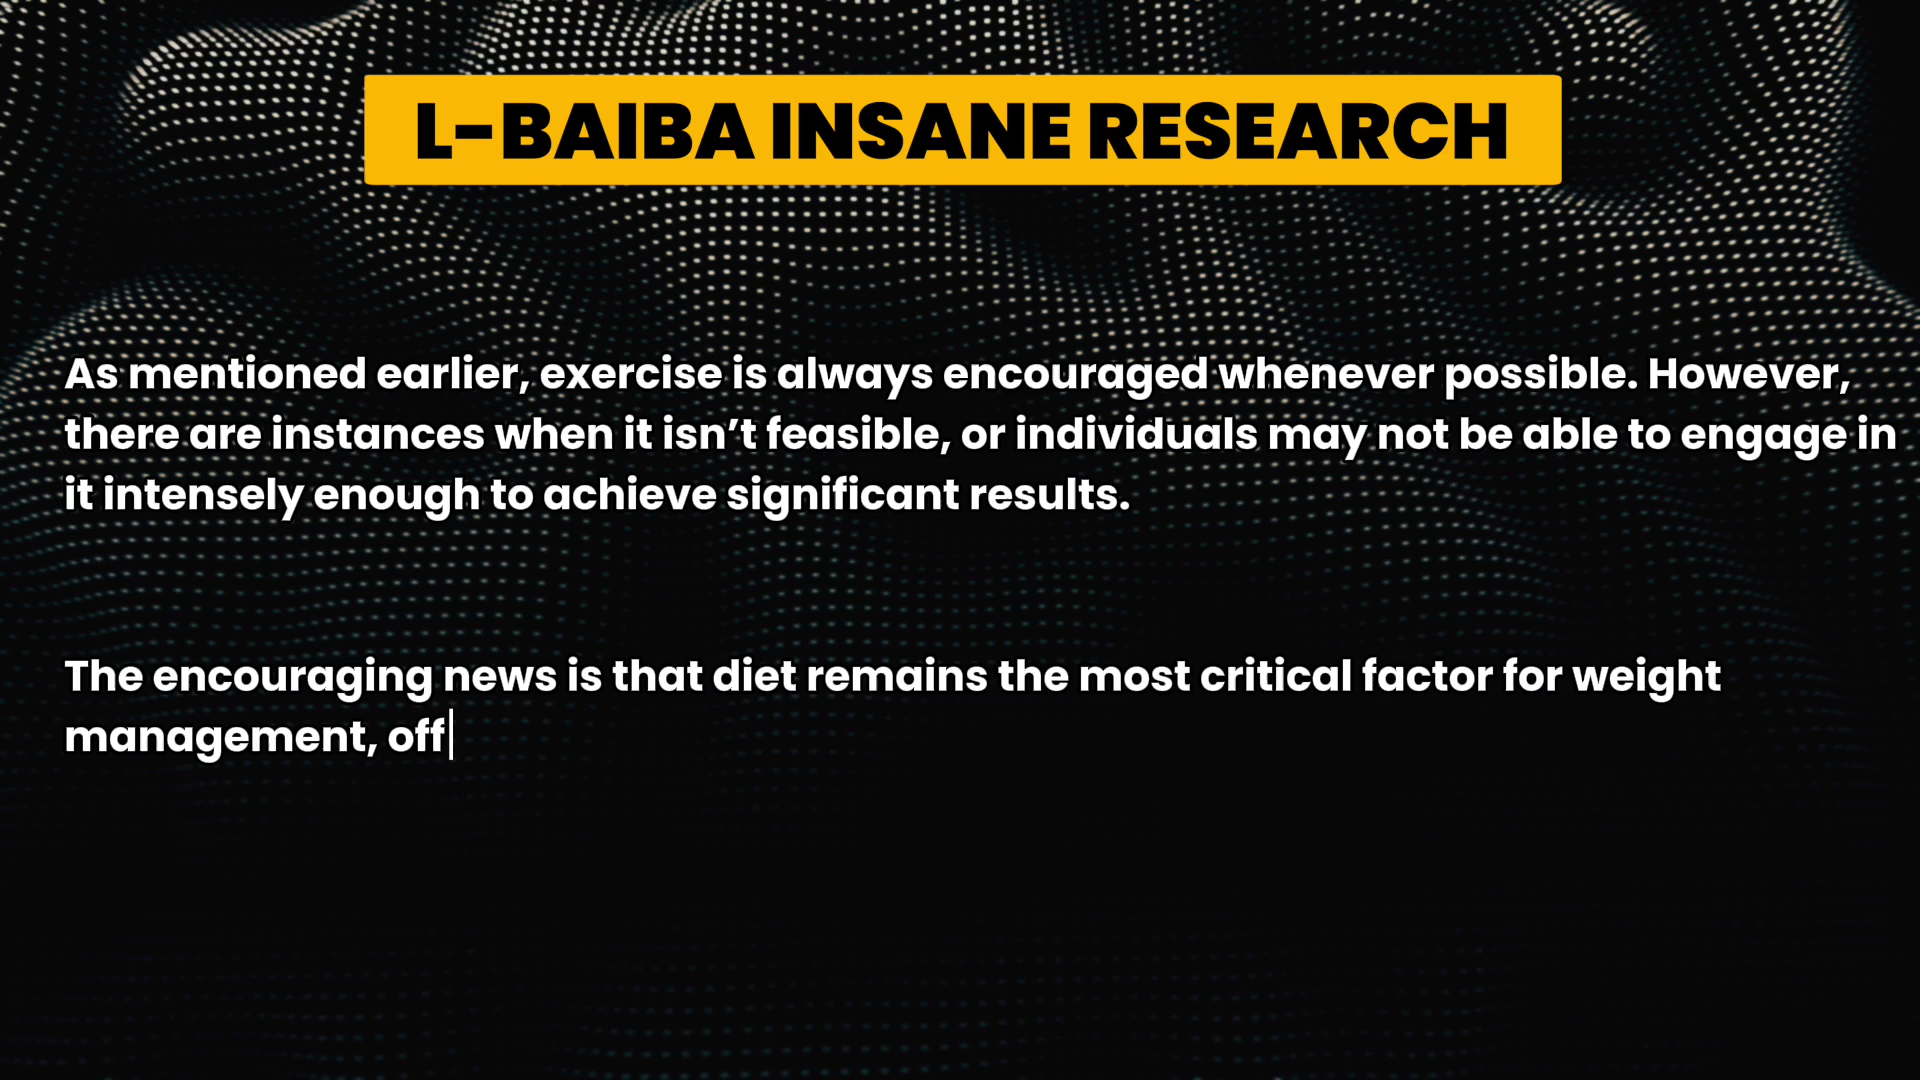 L-BAIBA INSANE RESEARCH
As mentioned earlier, exercise is always encouraged whenever possible. However,
there are instances when it isn’t feasible, or individuals may not be able to engage in
it intensely enough to achieve significant results.
The encouraging news is that diet remains the most critical factor for weight
management, off